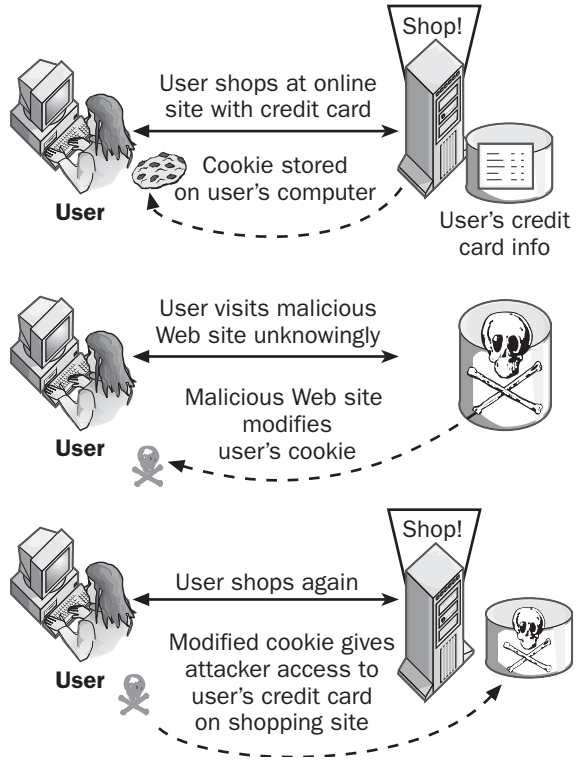 Shop!
User shops at online
site with credit card
Cookie stored
on user's computer
User
User's credit
card info
User visits malicious
Web site unknowingly
Malicious Web site
modifies
user's cookie
User
Shop!
User shops again
Modified cookie gives
attacker access to
user's credit card
on shopping site
User